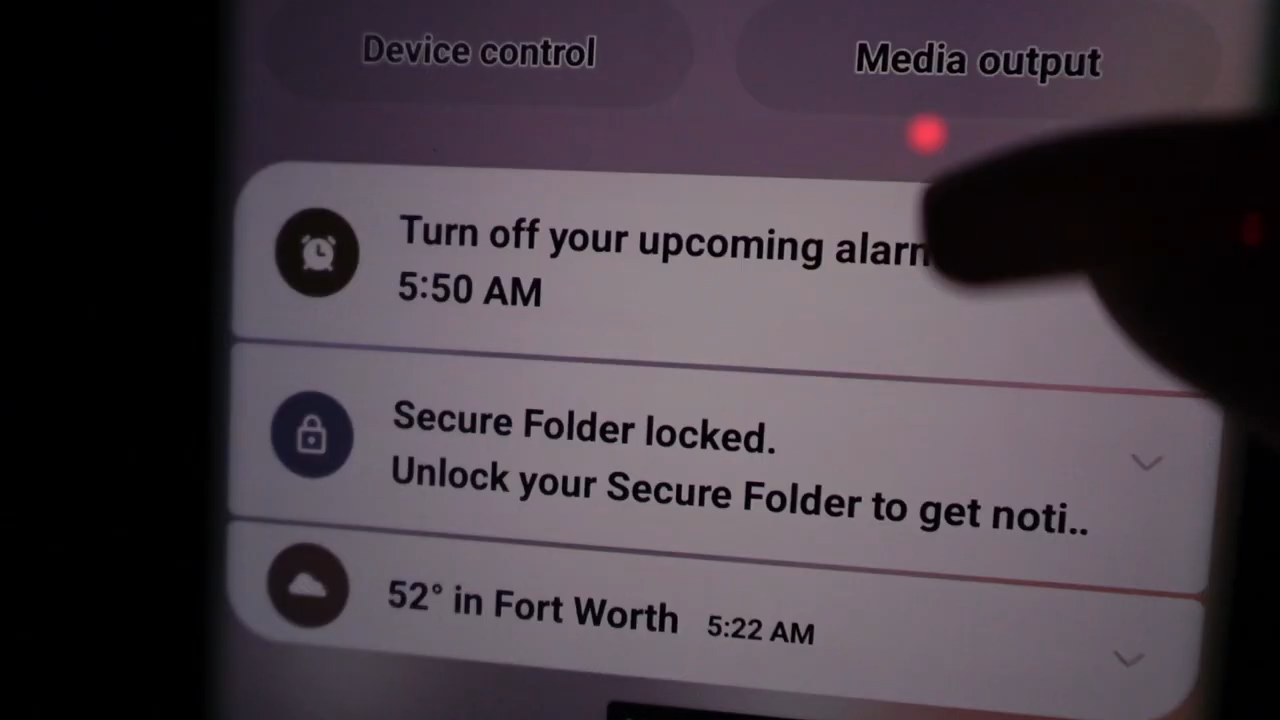 Device control
Media output
Turn off your upcoming alarm
5:50 AM
Secure Folder locked.
Unlock your Secure Folder to get noti..
52° in Fort Worth 5:22 AM